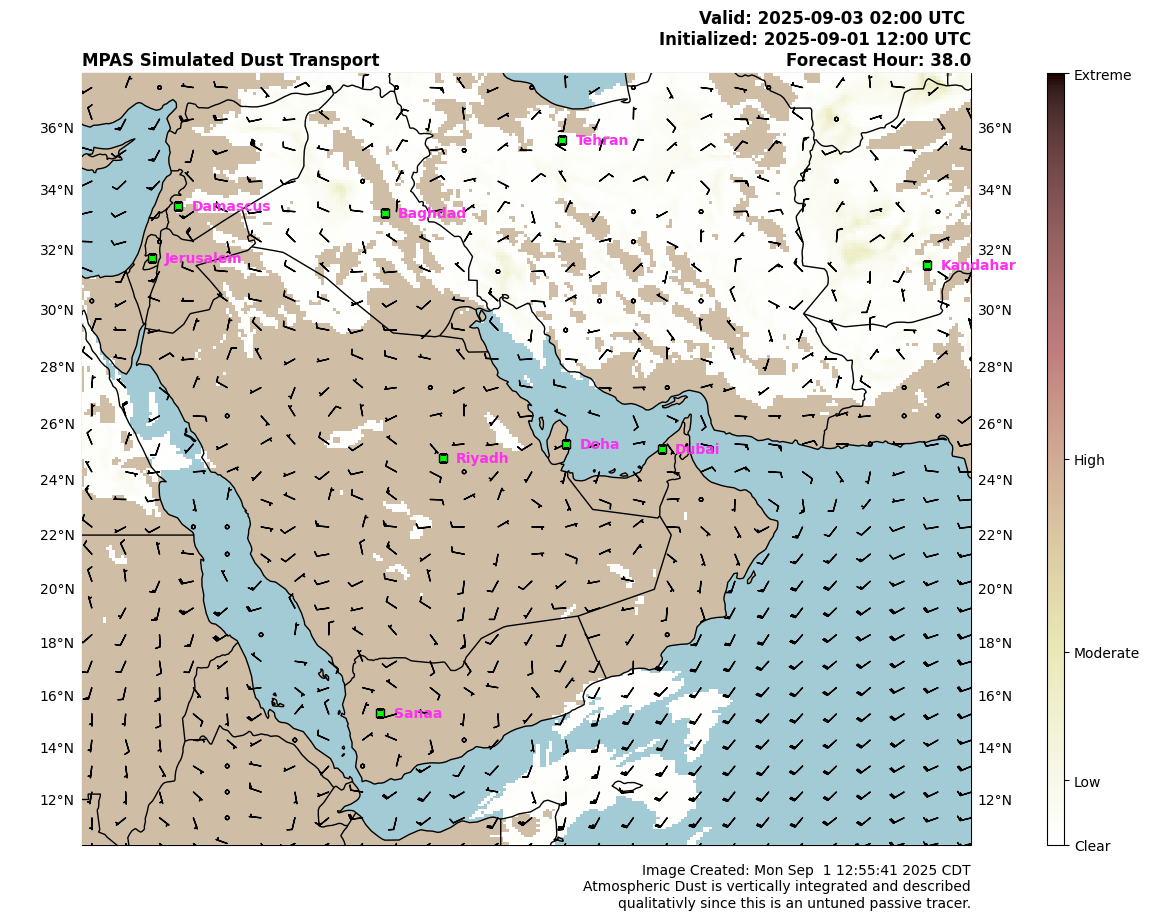 Valid: 2025-09-03 02:00 UTC
Initialized: 2025-09-01 12:00 UTC
MPAS Simulated Dust Transport
Forecast Hour: 38.0
Extreme
36°N
36°N
Tehran
34°N
34°N
Damascus
Baghdad
32°N
32°N
Jerusalem
Kandahar
30°N
30°N
28°N
28°N
26°N
26°N
Doha
Dubai
Riyadh
High
24°N
24°N
22°N
22°N
20°N
20°N
18°N
18°N
Moderate
16°N
16°N
Sanaa
14°N
14°N
Low
12°N
12°N
Clear
Image Created: Mon Sep  1 12:55:41 2025 CDT
Atmospheric Dust is vertically integrated and described
qualitativly since this is an untuned passive tracer.